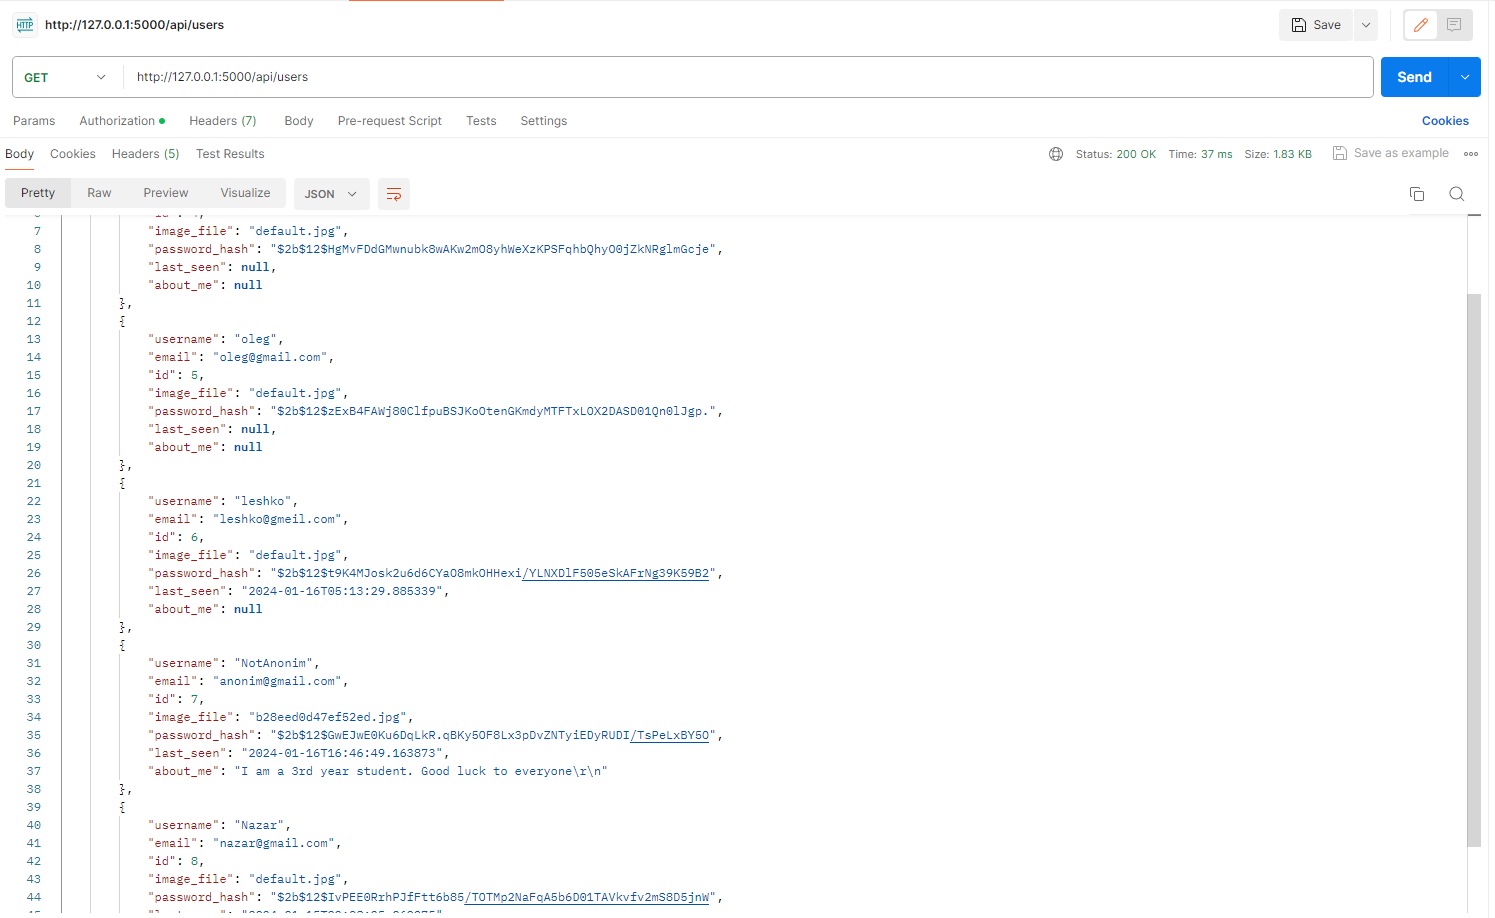 HTTP http://127.0.0.1:5000/api/users Save
GET http://127.0.0.1:5000/api/users Send
Params Authorization Headers (7) Body Pre-request Script Tests Settings Cookies
Body Cookies Headers (5) Test Results Status: 200 OK Time: 37 ms Size: 1.83 KB Save as example
Pretty Raw Preview Visualize JSON
7 "image_file": "default.jpg",
8 "password_hash": "$2b$12$HgMvFDdGMwnubk8wAKw2mO8yhWeXzKPSFqhbQhyO0jZkNRglmGcje",
9 "last_seen": null,
10 "about_me": null
11 },
12 {
13 "username": "oleg",
14 "email": "oleg@gmail.com",
15 "id": 5,
16 "image_file": "default.jpg",
17 "password_hash": "$2b$12$zExB4FAWj80ClfpuBSJKoOtenGKmdyMTFTxLOX2DASD01Qn0lJgp.",
18 "last_seen": null,
19 "about_me": null
20 },
21 {
22 "username": "leshko",
23 "email": "leshko@gmeil.com",
24 "id": 6,
25 "image_file": "default.jpg",
26 "password_hash": "$2b$12$t9K4MJosk2u6d6CYaO8mkOHHexi/YLNXDlF505eSkAFrNg39K59B2",
27 "last_seen": "2024-01-16T05:13:29.885339",
28 "about_me": null
29 },
30 {
31 "username": "NotAnonim",
32 "email": "anonim@gmail.com",
33 "id": 7,
34 "image_file": "b28eed0d47ef52ed.jpg",
35 "password_hash": "$2b$12$GwEJwE0Ku6DqLkR.qBKy5OF8Lx3pDvZNTyiEDyRUDI/TsPeLxBY5O",
36 "last_seen": "2024-01-16T16:46:49.163873",
37 "about_me": "I am a 3rd year student. Good luck to everyone\r\n"
38 },
39 {
40 "username": "Nazar",
41 "email": "nazar@gmail.com",
42 "id": 8,
43 "image_file": "default.jpg",
44 "password_hash": "$2b$12$IvPEE0RrhPJfFtt6b85/TOTMp2NaFqA5b6D01TAVkvfv2mS8D5jnW",